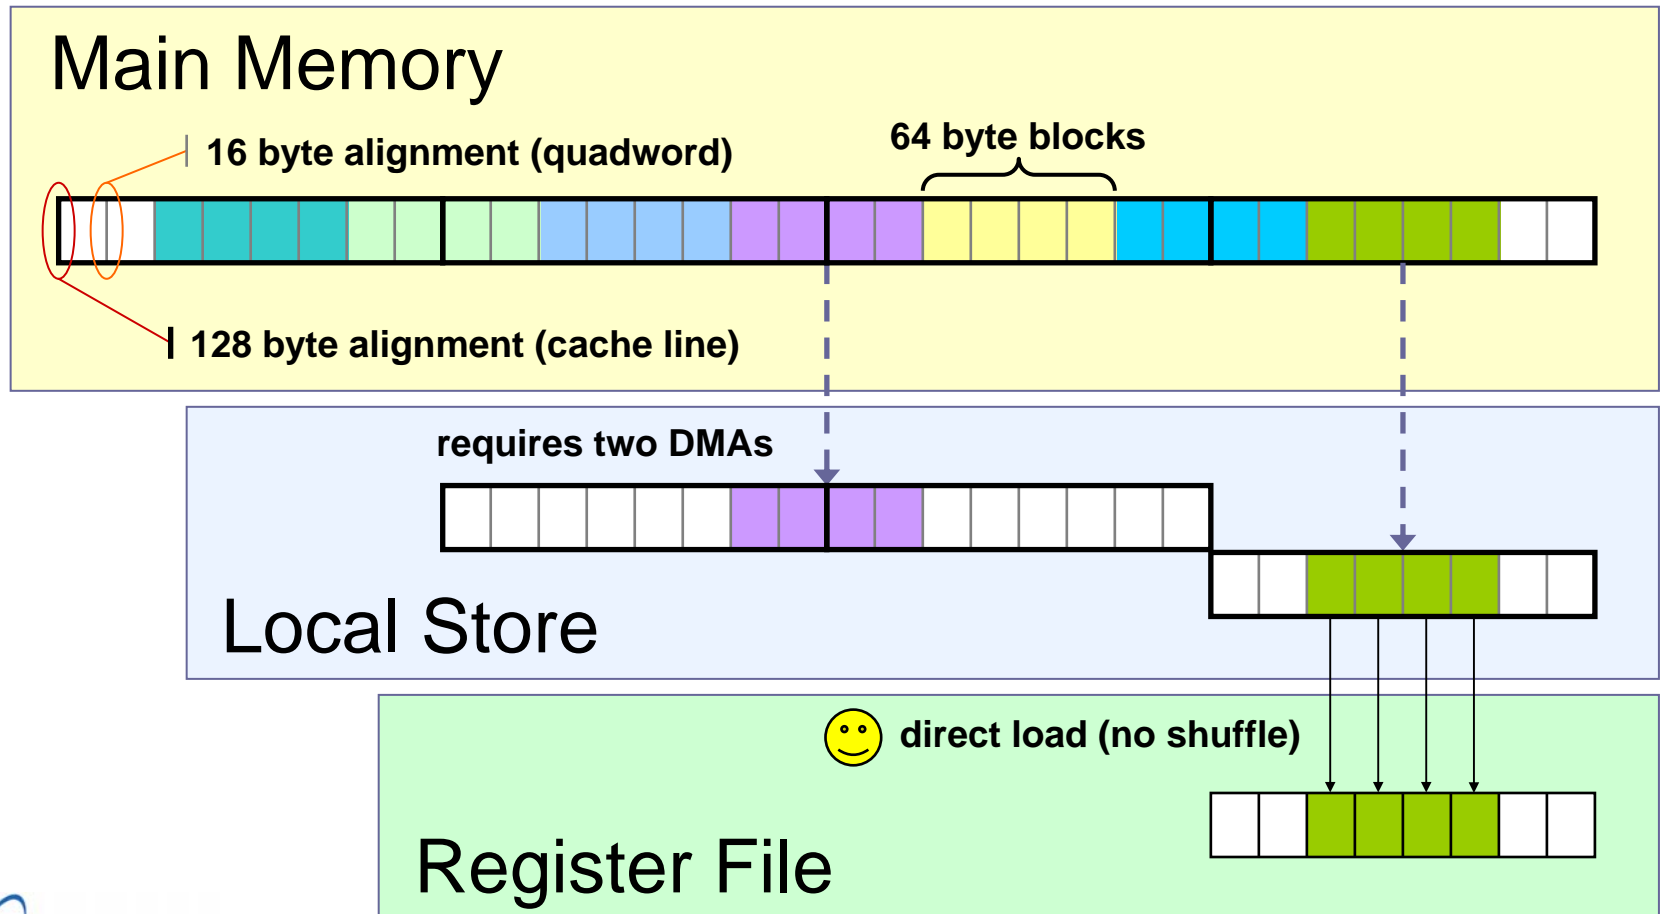 Main Memory
16 byte alignment (quadword)
64 byte blocks
128 byte alignment (cache line)
requires two DMAs
Local Store
direct load (no shuffle)
Register File